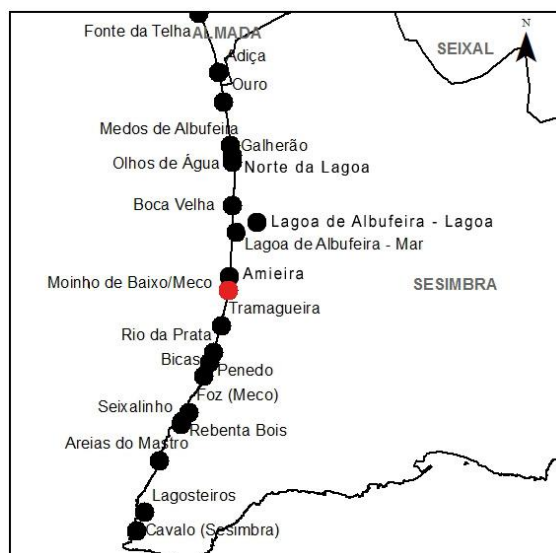 Fonte da Telha
ALMADA
N
SEIXAL
Adiça
Ouro
Medos de Albufeira
Galherão
Olhos de Água
Norte da Lagoa
Boca Velha
Lagoa de Albufeira - Lagoa
Lagoa de Albufeira - Mar
Amieira
Moinho de Baixo/Meco
SESIMBRA
Tramagueira
Rio da Prata
Bicas
Penedo
Foz (Meco)
Seixalinho
Rebenta Bois
Areias do Mastro
Lagosteiros
Cavalo (Sesimbra)